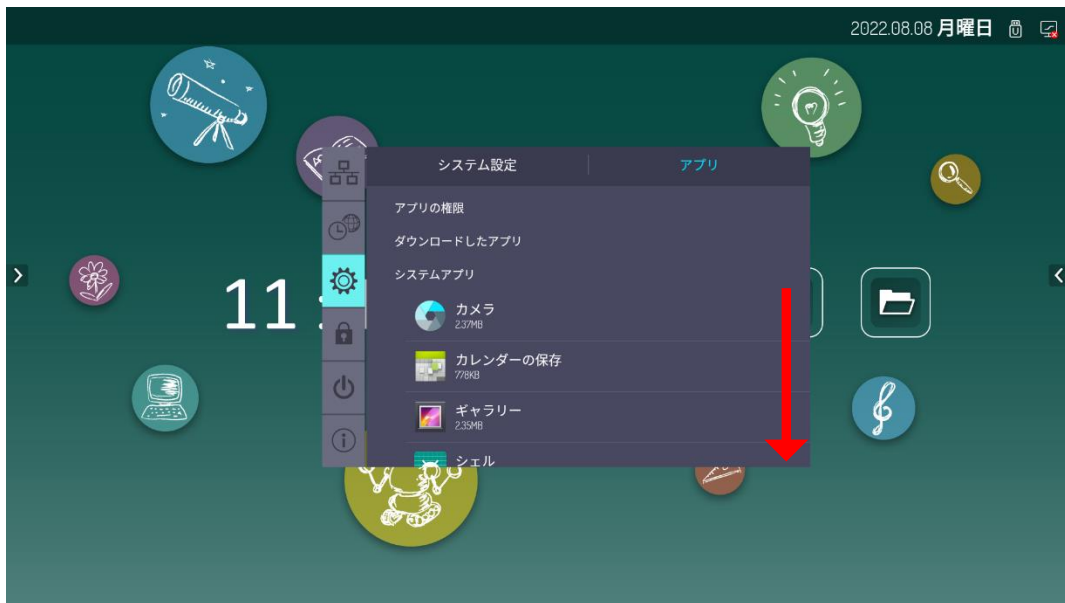 2022.08.08 月曜日
システム設定 アプリ
アプリの権限
ダウンロードしたアプリ
システムアプリ
11:
カメラ
2.37MB
カレンダーの保存
778KB
ギャラリー
2.35MB
シェル